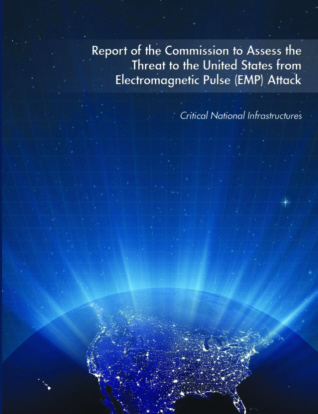 Report of the Commission to Assess the
Threat to the United States from
Electromagnetic Pulse (EMP) Attack
Critical National Infrastructures